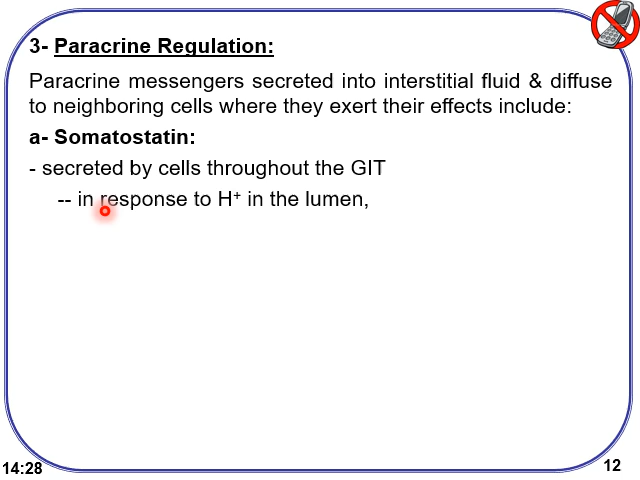 3- Paracrine Regulation:
Paracrine messengers secreted into interstitial fluid & diffuse
to neighboring cells where they exert their effects include:
a- Somatostatin:
- secreted by cells throughout the GIT
-- in response to H⁺ in the lumen,
14:28
12